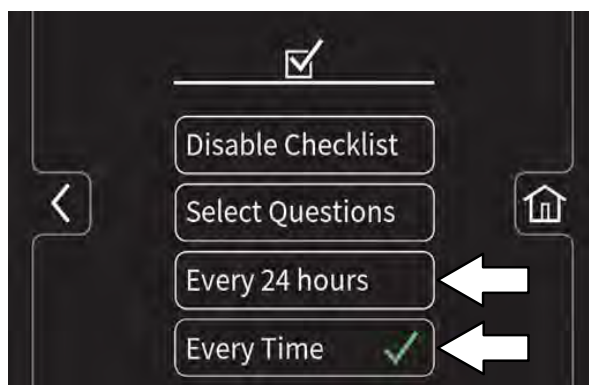 Disable Checklist
Select Questions
Every 24 hours
Every Time